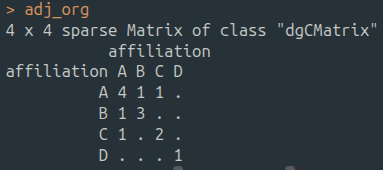 > adj_org
4 x 4 sparse Matrix of class "dgCMatrix"
           affiliation
affiliation A B C D
          A 4 1 1 .
          B 1 3 . .
          C 1 . 2 .
          D . . . 1